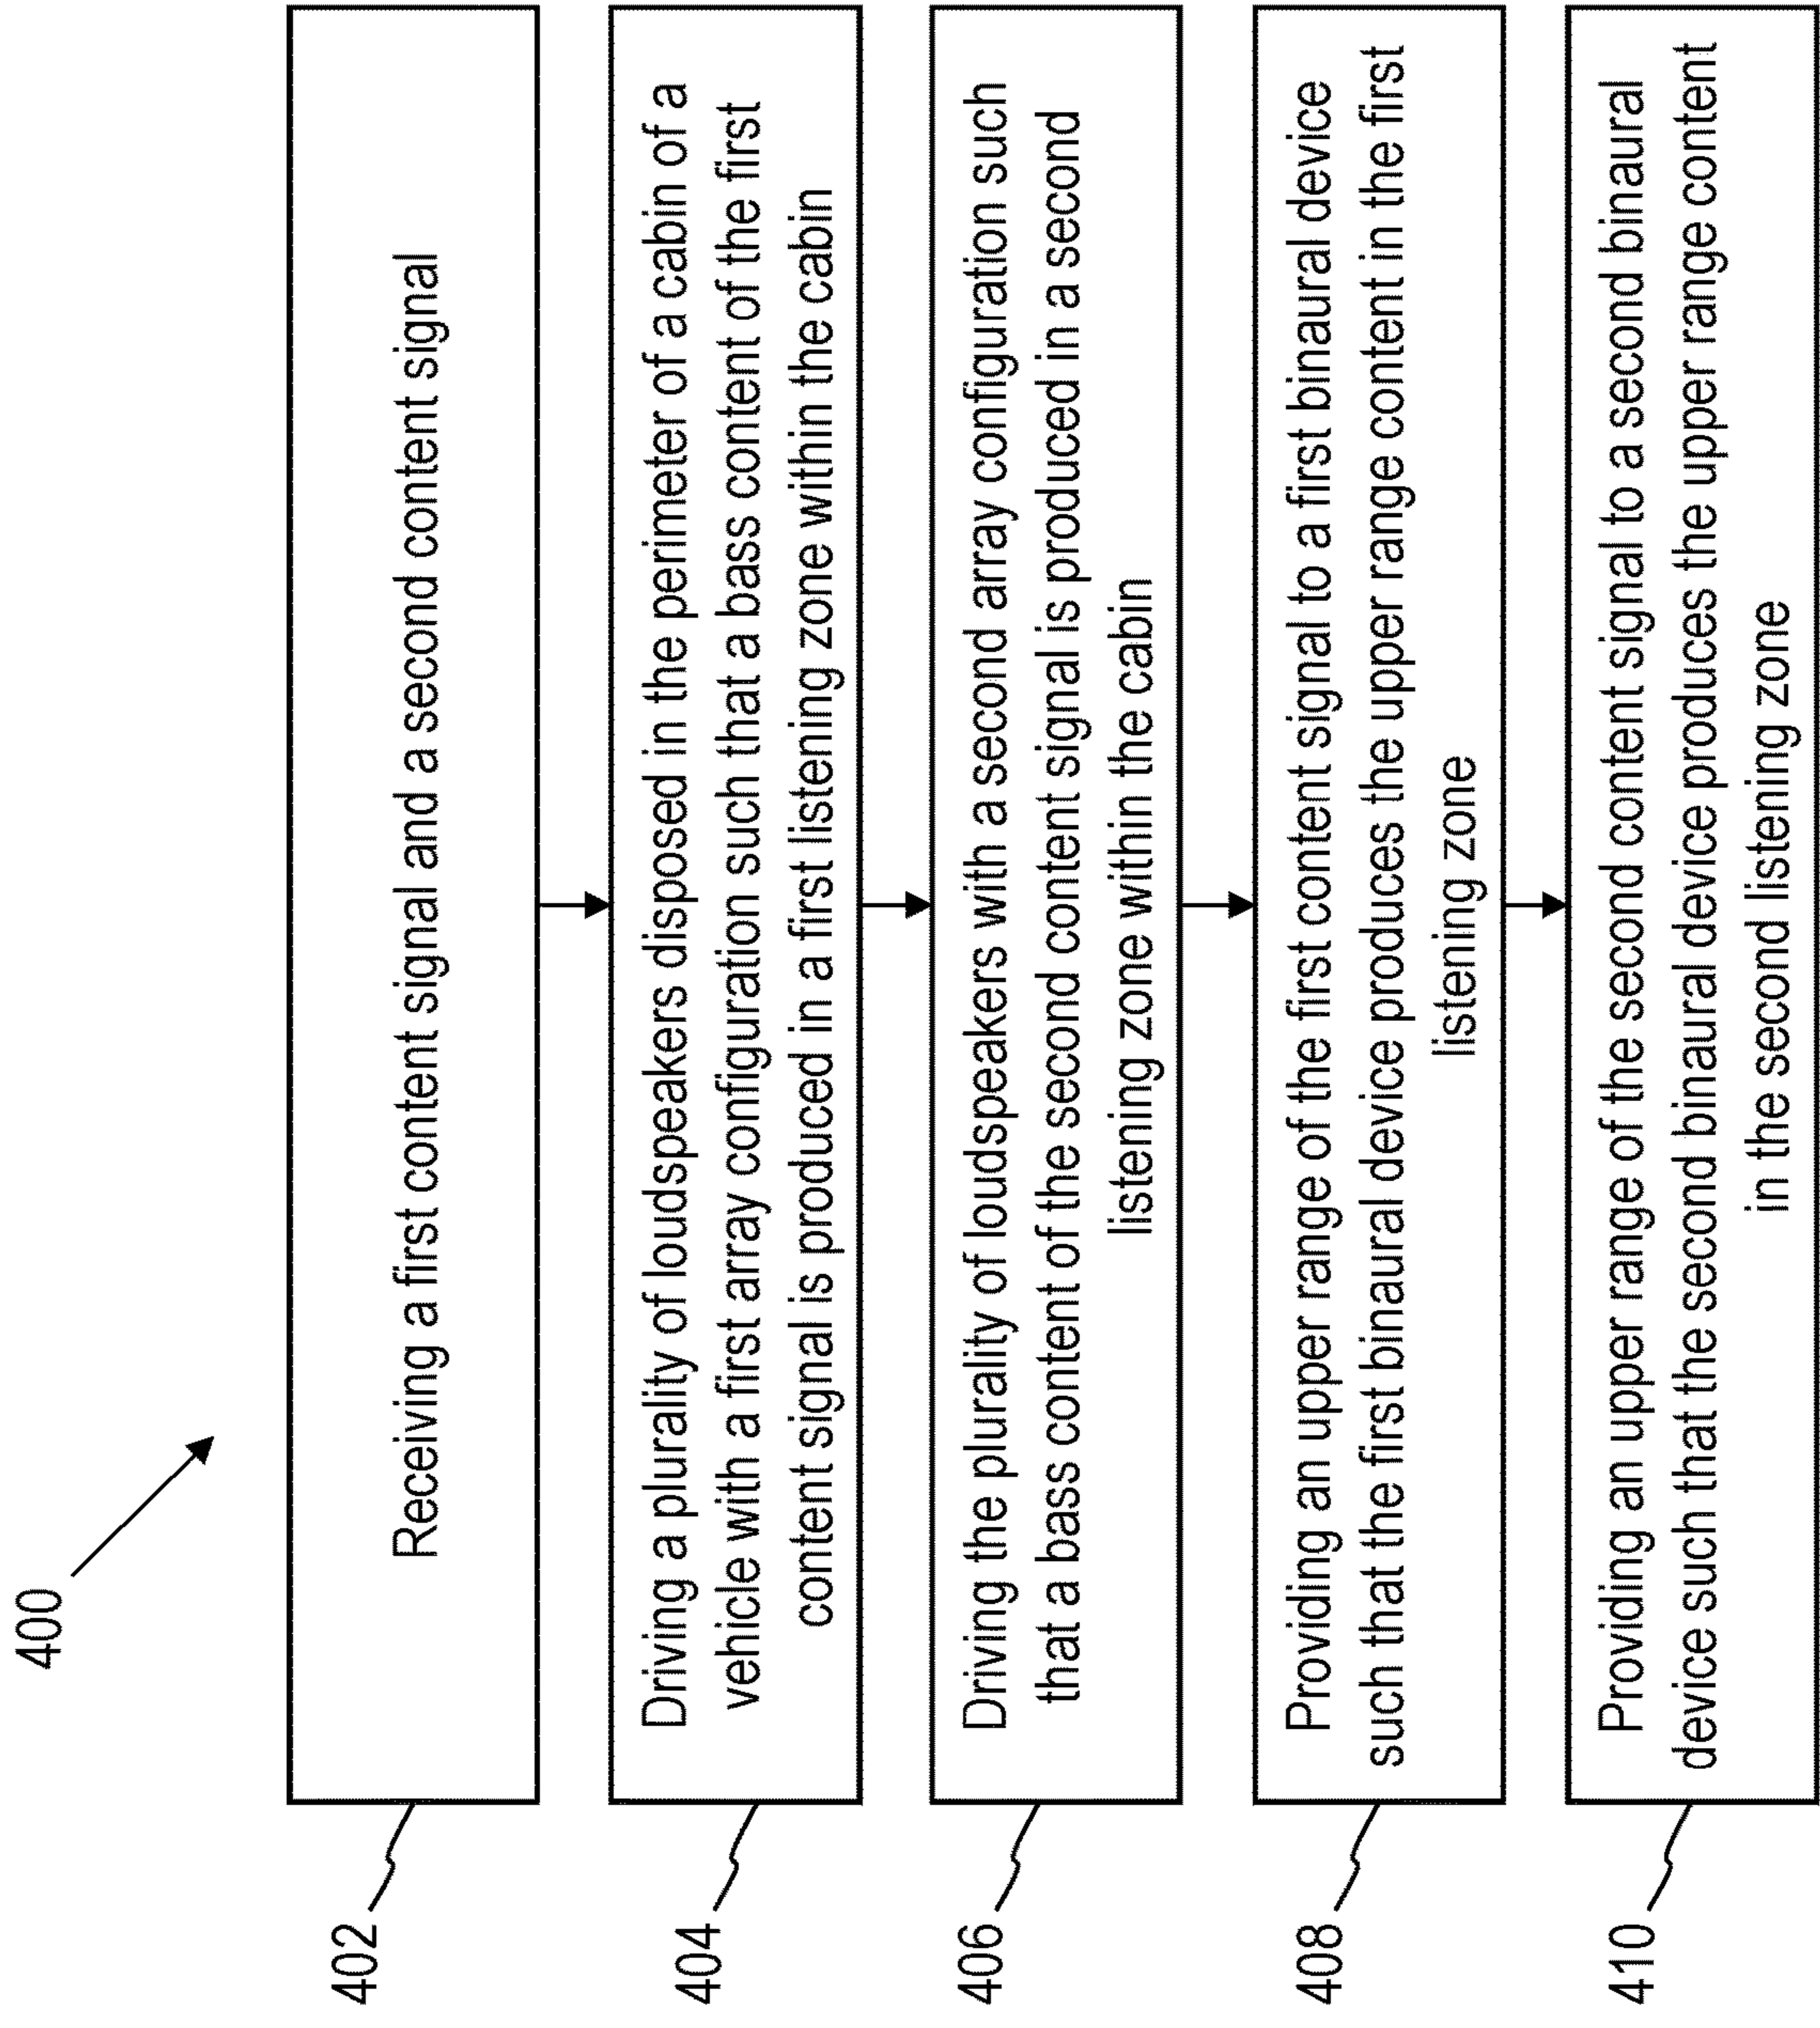 400
402
Receiving a first content signal and a second content signal
404
Driving a plurality of loudspeakers disposed in the perimeter of a cabin of a
vehicle with a first array configuration such that a bass content of the first
content signal is produced in a first listening zone within the cabin
406
Driving the plurality of loudspeakers with a second array configuration such
that a bass content of the second content signal is produced in a second
listening zone within the cabin
408
Providing an upper range of the first content signal to a first binaural device
such that the first binaural device produces the upper range content in the first
listening zone
410
Providing an upper range of the second content signal to a second binaural
device such that the second binaural device produces the upper range content
in the second listening zone